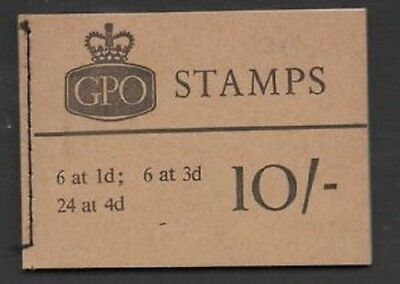 GPO STAMPS
6 at 1d; 6 at 3d
24 at 4d
10/-